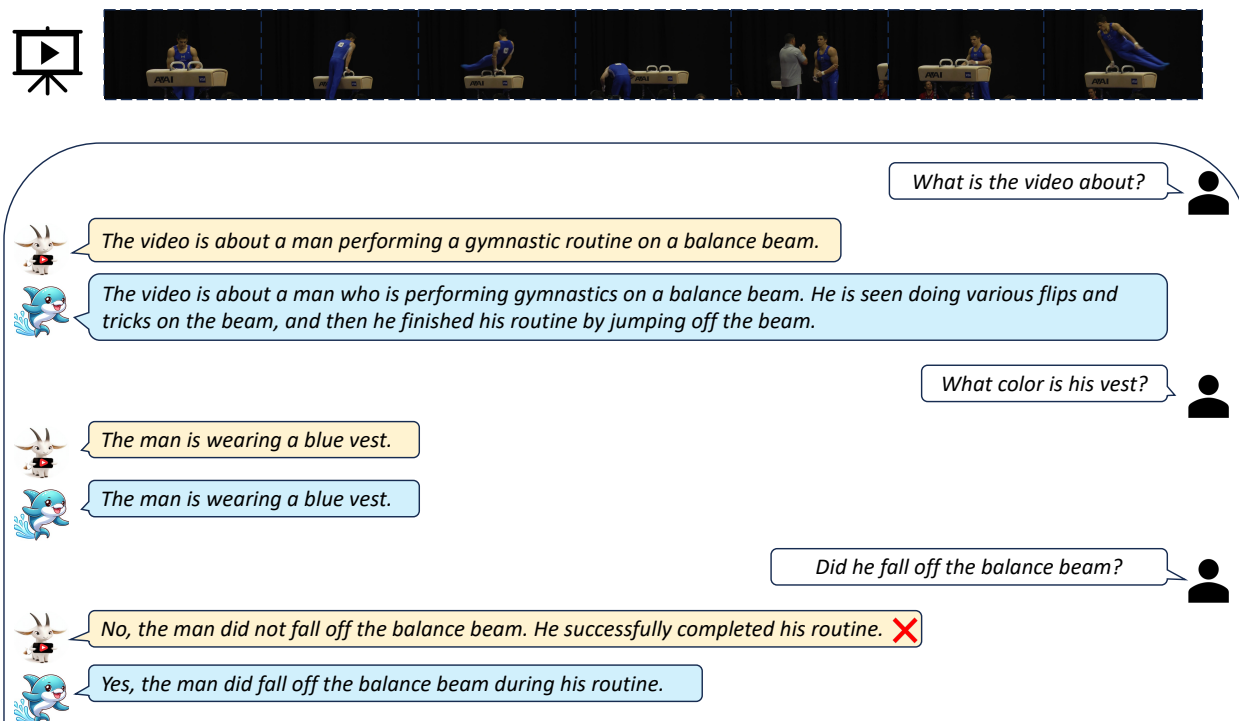 AAI
AAI
AAI
AAI
AAI
What is the video about?
The video is about a man performing a gymnastic routine on a balance beam.
The video is about a man who is performing gymnastics on a balance beam. He is seen doing various flips and
tricks on the beam, and then he finished his routine by jumping off the beam.
What color is his vest?
The man is wearing a blue vest.
The man is wearing a blue vest.
Did he fall off the balance beam?
No, the man did not fall off the balance beam. He successfully completed his routine.
Yes, the man did fall off the balance beam during his routine.